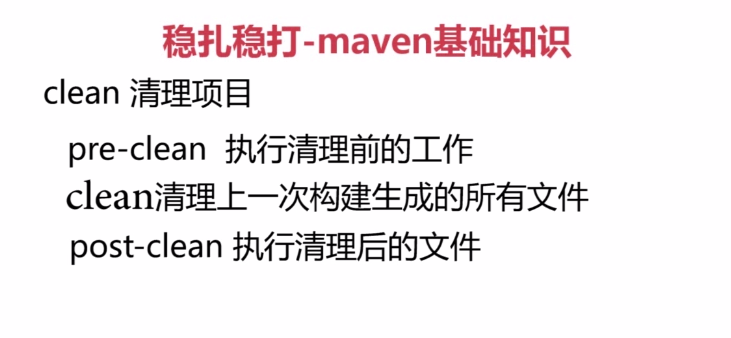 稳扎稳打-maven基础知识
clean 清理项目
pre-clean 执行清理前的工作
clean清理上一次构建生成的所有文件
post-clean 执行清理后的文件